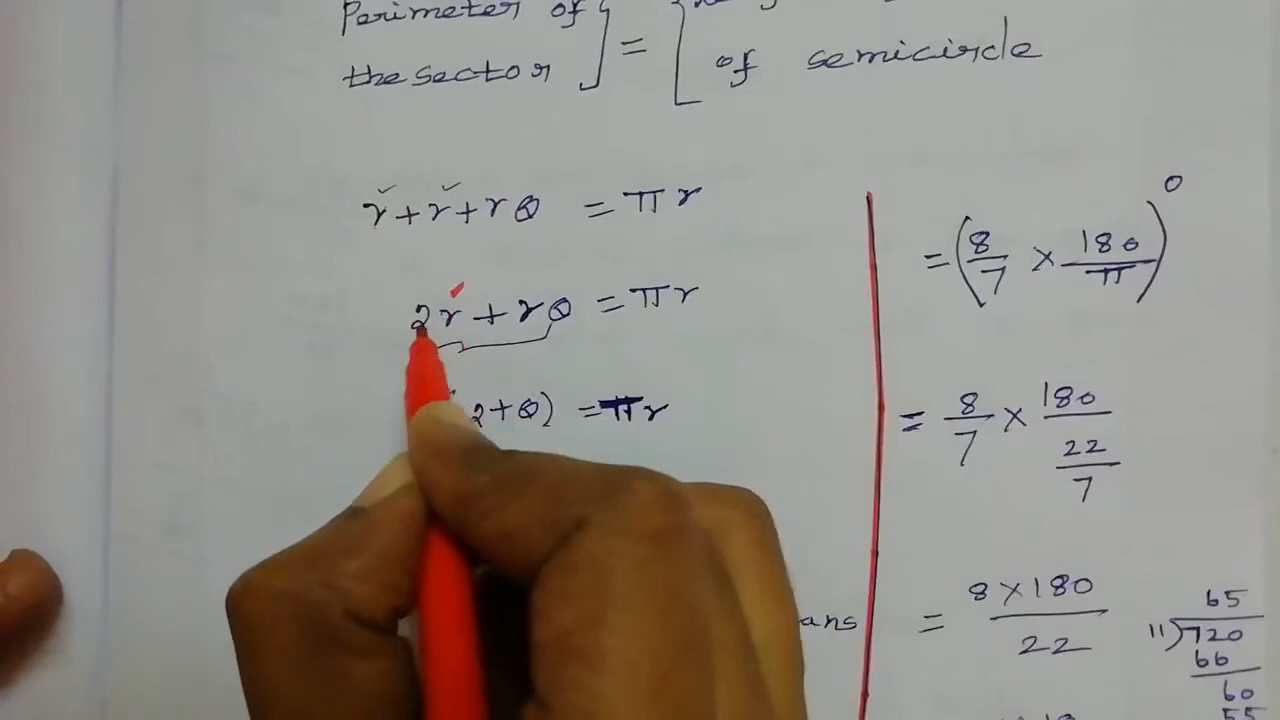 Perimeter of
the sector } = {
of semicircle
r + r + rθ = πr
2r + rθ = πr
(2+θ) = πr
ans
= (8/7 × 180/π)°
= 8/7 × 180/(22/7)
= (8×180)/22
65
11)720
66
60
55